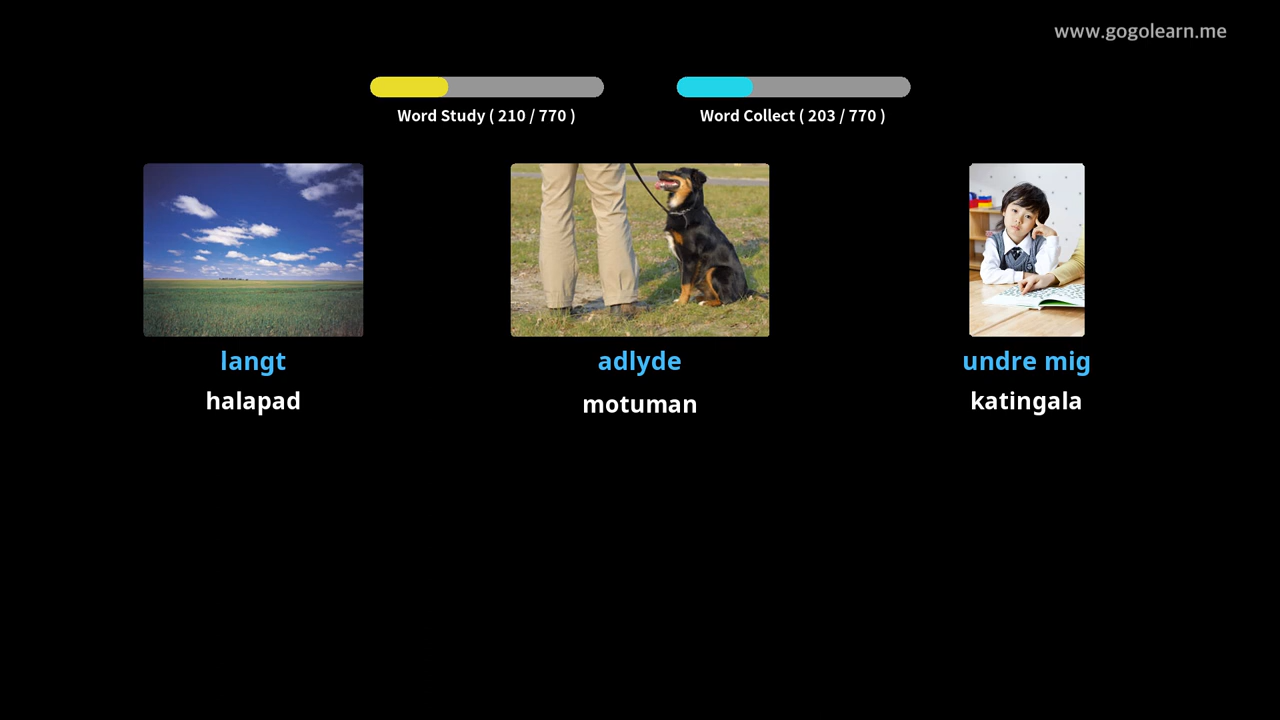 www.gogolearn.me
Word Study ( 210 / 770 )
Word Collect ( 203 / 770 )
langt
adlyde
undre mig
halapad
motuman
katingala